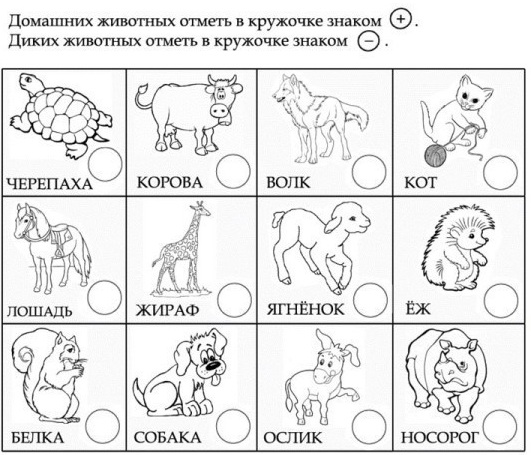 Домашних животных отметь в кружочке знаком + .
Диких животных отметь в кружочке знаком − .
ЧЕРЕПАХА КОРОВА ВОЛК КОТ
ЛОШАДЬ ЖИРАФ ЯГНЁНОК ЁЖ
БЕЛКА СОБАКА ОСЛИК НОСОРОГ